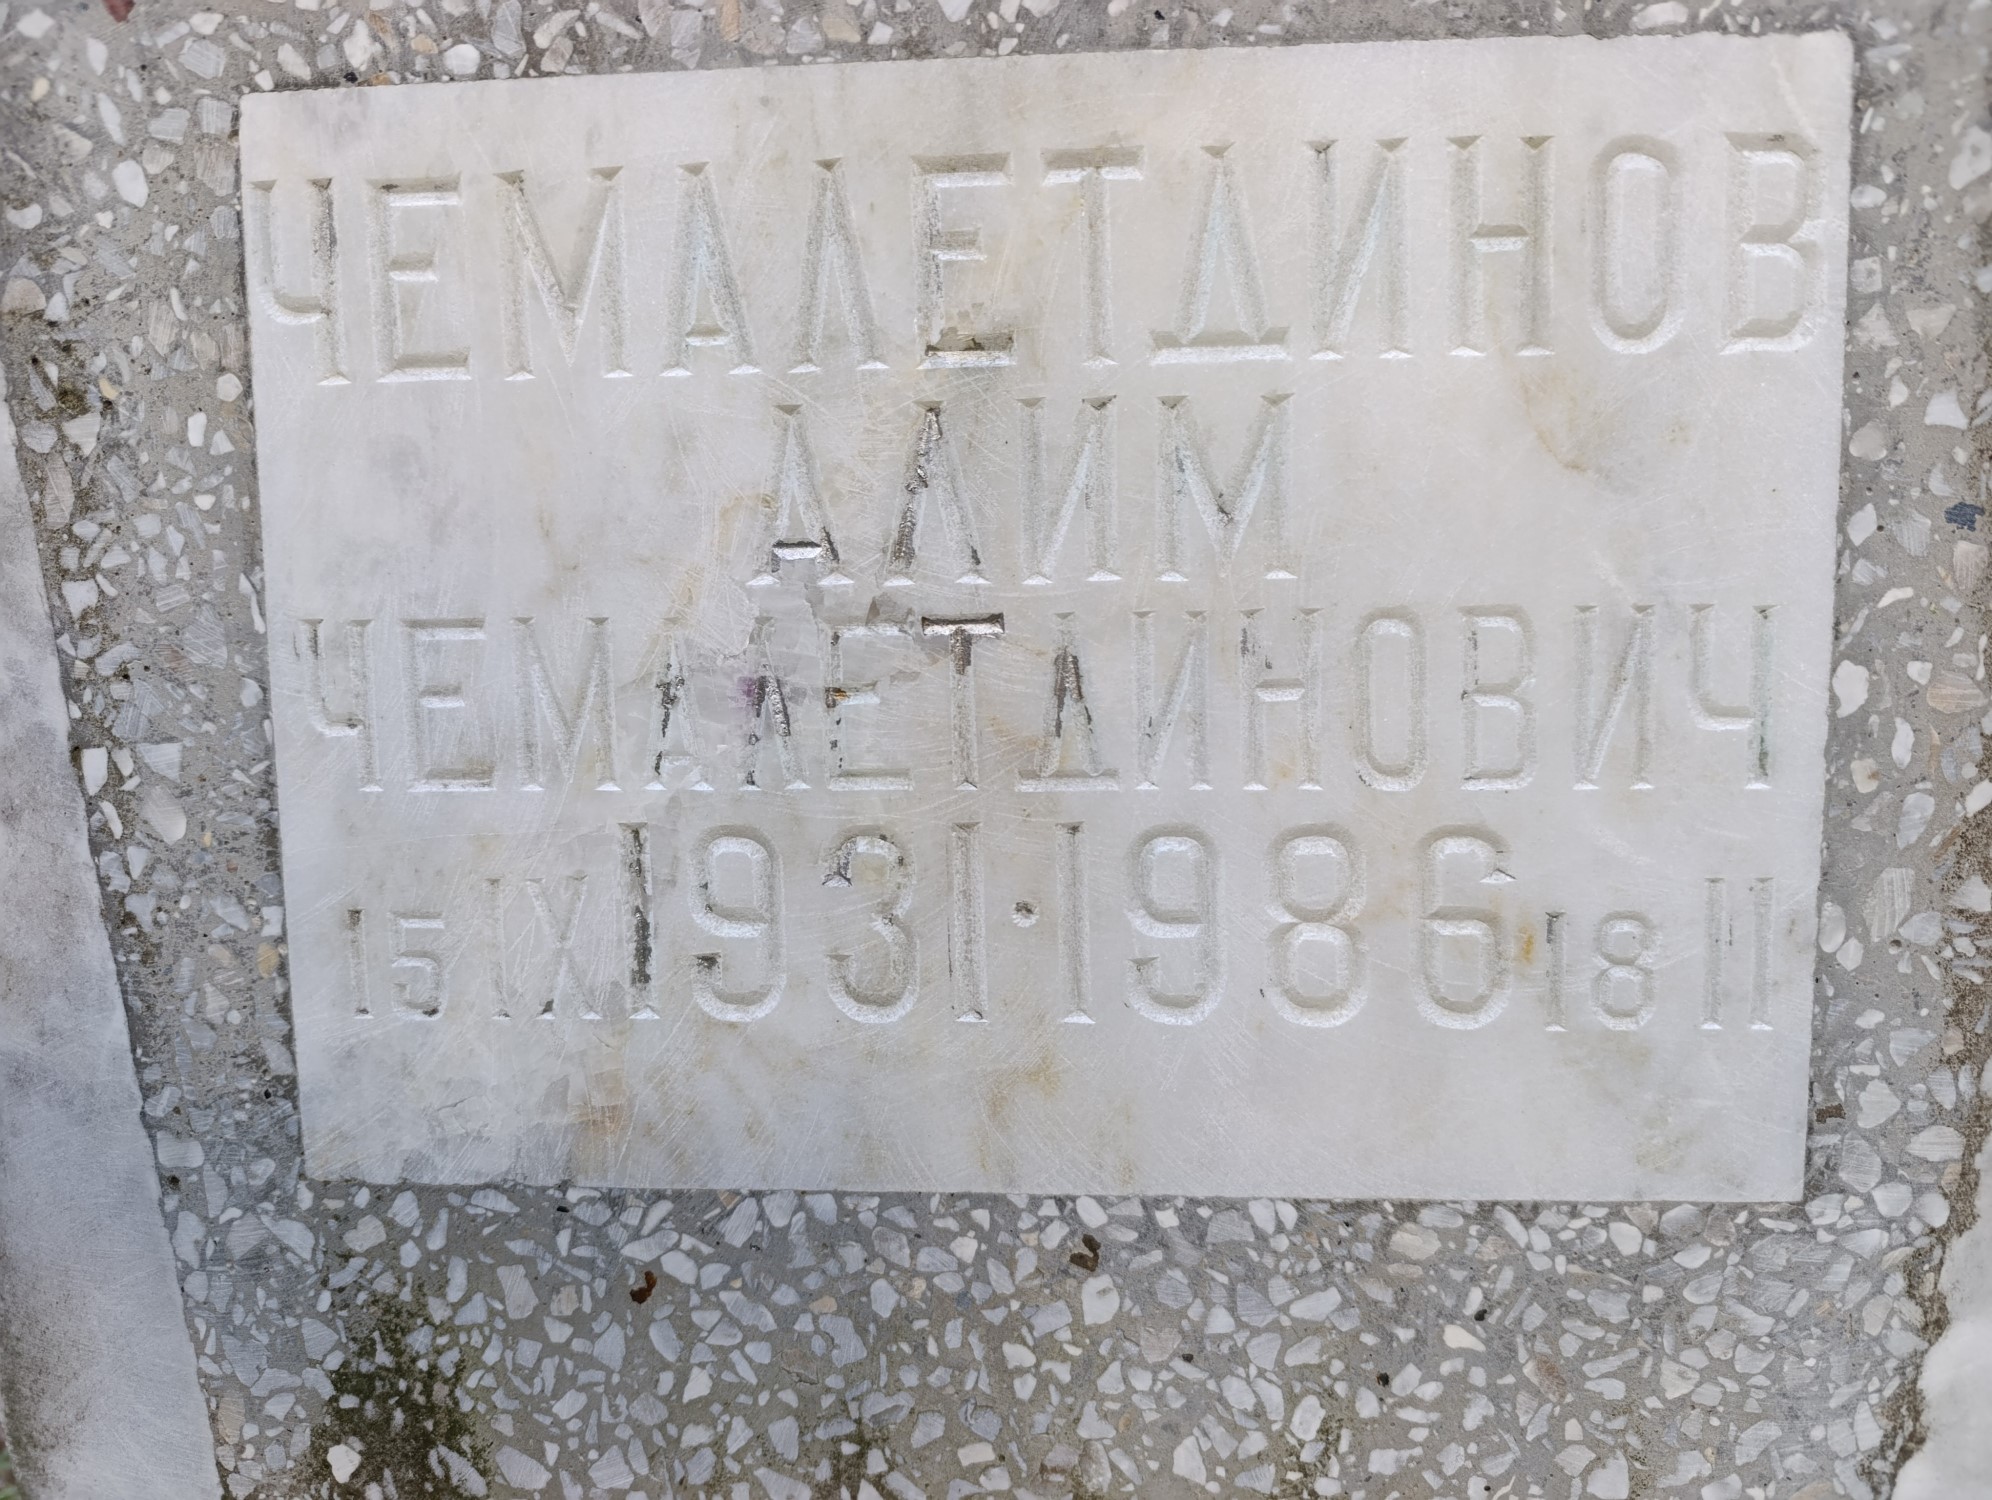 ЧЕМАЛЕТДИНОВ
АЛИМ
ЧЕМАЛЕТДИНОВИЧ
15 IX 1931·1986 18 II